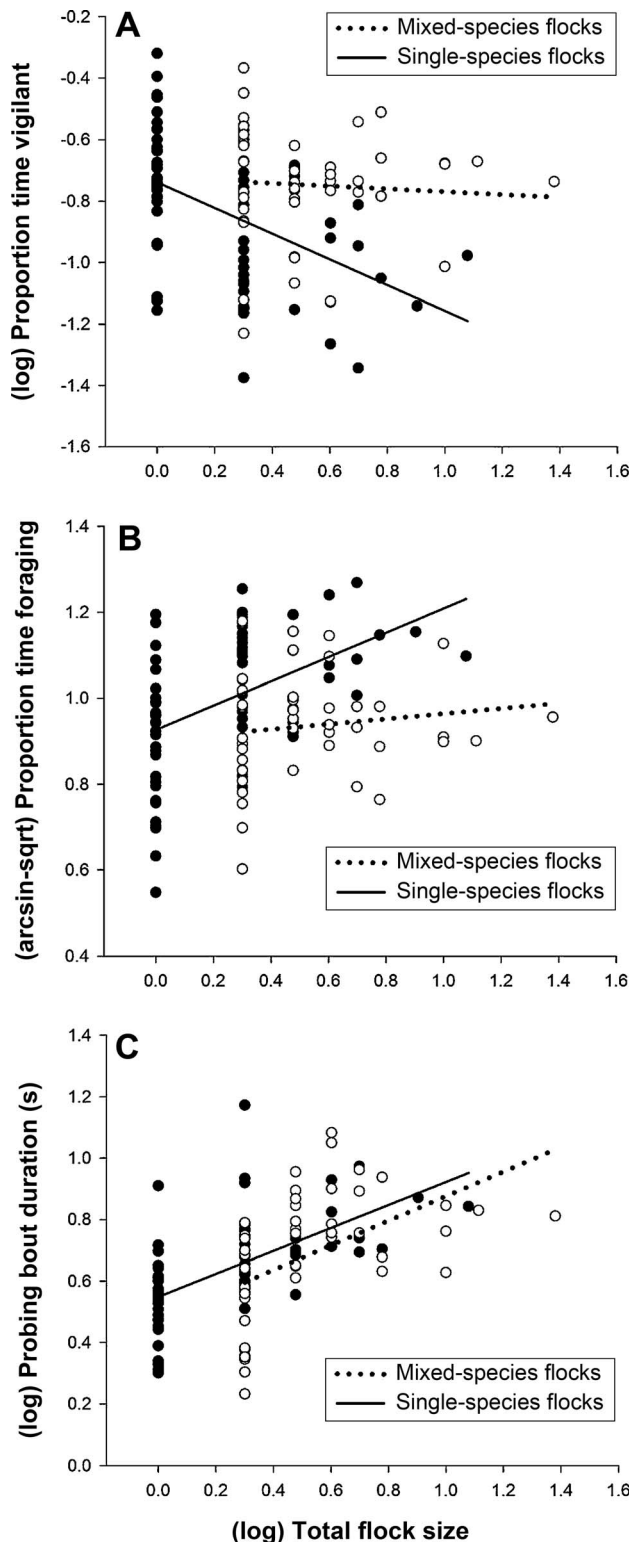 A
Mixed-species flocks
Single-species flocks
(log) Proportion time vigilant
-0.2
-0.4
-0.6
-0.8
-1.0
-1.2
-1.4
-1.6
0.0 0.2 0.4 0.6 0.8 1.0 1.2 1.4 1.6
B
(arcsin-sqrt) Proportion time foraging
1.4
1.2
1.0
0.8
0.6
0.4
Mixed-species flocks
Single-species flocks
0.0 0.2 0.4 0.6 0.8 1.0 1.2 1.4 1.6
C
(log) Probing bout duration (s)
1.4
1.2
1.0
0.8
0.6
0.4
0.2
0.0
Mixed-species flocks
Single-species flocks
0.0 0.2 0.4 0.6 0.8 1.0 1.2 1.4 1.6
(log) Total flock size